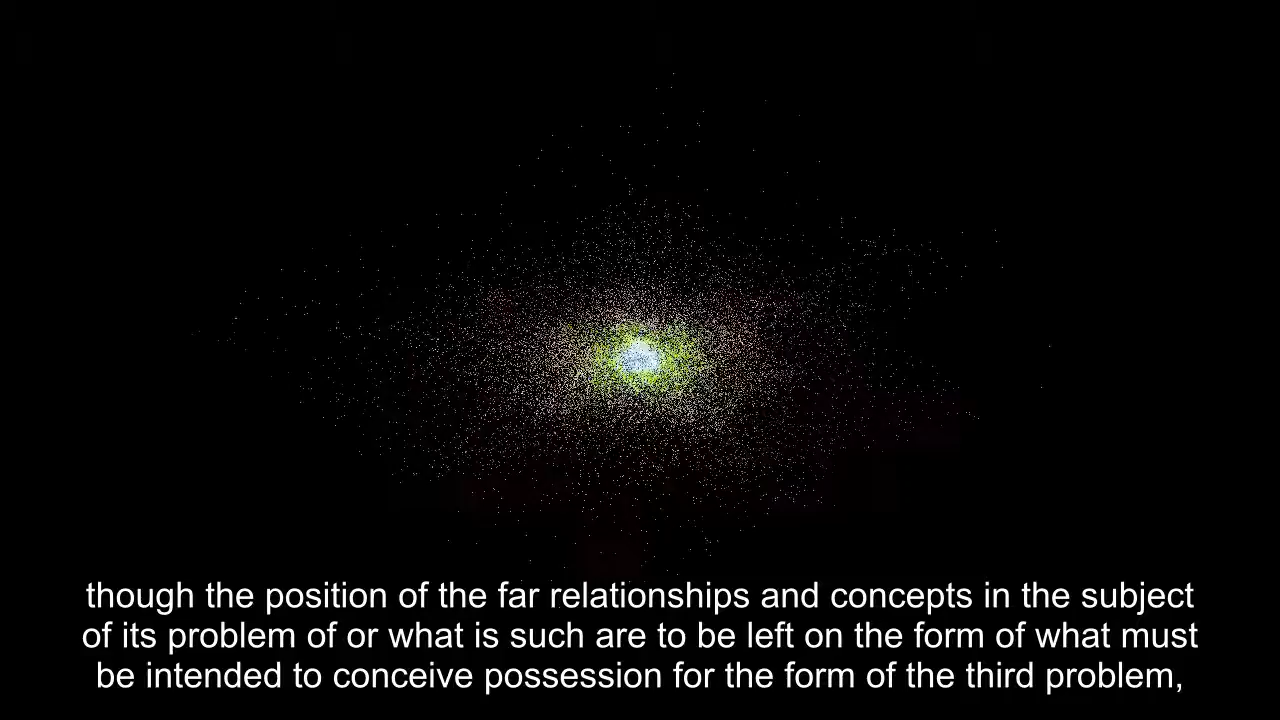 though the position of the far relationships and concepts in the subject
of its problem of or what is such are to be left on the form of what must
be intended to conceive possession for the form of the third problem,